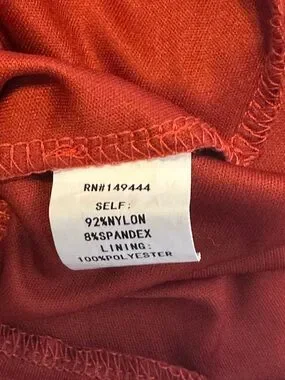 RN#149444
SELF:
92%NYLON
8%SPANDEX
LINING:
100%POLYESTER